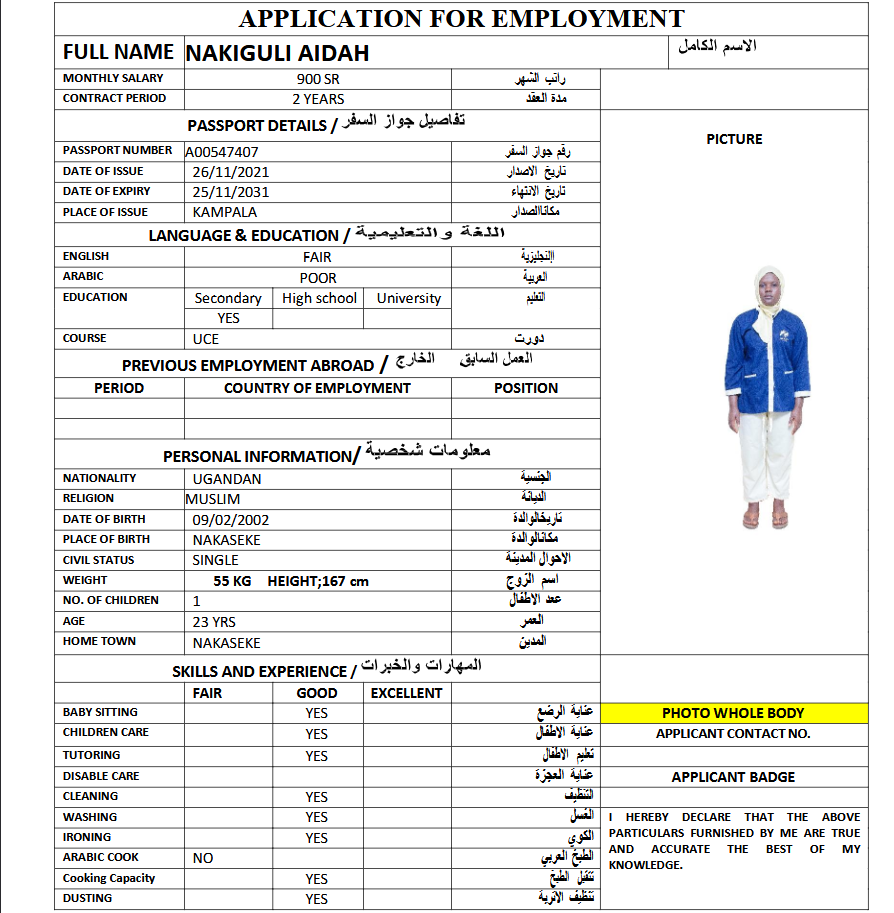 APPLICATION FOR EMPLOYMENT
FULL NAME NAKIGULI AIDAH الاسم الكامل
MONTHLY SALARY 900 SR راتب الشهر
CONTRACT PERIOD 2 YEARS مدة العقد
PASSPORT DETAILS / تفاصيل جواز السفر
PICTURE
PASSPORT NUMBER A00547407 رقم جواز السفر
DATE OF ISSUE 26/11/2021 تاريخ الاصدار
DATE OF EXPIRY 25/11/2031 تاريخ الانتهاء
PLACE OF ISSUE KAMPALA مكاناالصدار
LANGUAGE & EDUCATION / اللغة والتعليمية
ENGLISH FAIR اإلنجليزية
ARABIC POOR العربية
EDUCATION Secondary High school University التعليم
YES
COURSE UCE دورت
PREVIOUS EMPLOYMENT ABROAD / العمل السابق الخارج
PERIOD COUNTRY OF EMPLOYMENT POSITION
PERSONAL INFORMATION/ معلومات شخصية
NATIONALITY UGANDAN الجنسية
RELIGION MUSLIM الديانة
DATE OF BIRTH 09/02/2002 تاريخالوالدة
PLACE OF BIRTH NAKASEKE مكانالوالدة
CIVIL STATUS SINGLE الاحوال المدينة
WEIGHT 55 KG HEIGHT;167 cm اسم الزوج
NO. OF CHILDREN 1 عدد الاطفال
AGE 23 YRS العمر
HOME TOWN NAKASEKE المدين
SKILLS AND EXPERIENCE / المهارات والخبرات
FAIR GOOD EXCELLENT
BABY SITTING YES عناية الرضع
PHOTO WHOLE BODY
CHILDREN CARE YES عناية الاطفال
APPLICANT CONTACT NO.
TUTORING YES تعليم الاطفال
DISABLE CARE عناية العجزة
APPLICANT BADGE
CLEANING YES التنظيف
WASHING YES الغسل
IRONING YES الكوي
ARABIC COOK NO الطبخ العربي
Cooking Capacity YES تتقبل الطبخ
DUSTING YES تنظيف الاتربة
I HEREBY DECLARE THAT THE ABOVE
PARTICULARS FURNISHED BY ME ARE TRUE
AND ACCURATE THE BEST OF MY
KNOWLEDGE.